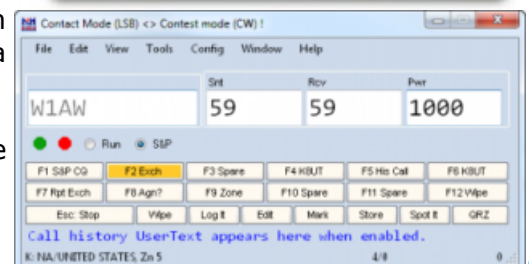 Contact Mode (LSB) <> Contest mode (CW) !
File Edit View Tools Config Window Help
Snt Rcv Pwr
W1AW 59 59 1000
Run S&P
F1 S&P CQ F2 Exch F3 Spare F4 K8UT F5 His Call F6 K8UT
F7 Rpt Exch F8 Agn? F9 Zone F10 Spare F11 Spare F12 Wipe
Esc: Stop Wipe Log It Edit Mark Store Spot It QRZ
Call history UserText appears here when enabled.
K: NA/UNITED STATES, Zn 5 4/0 0